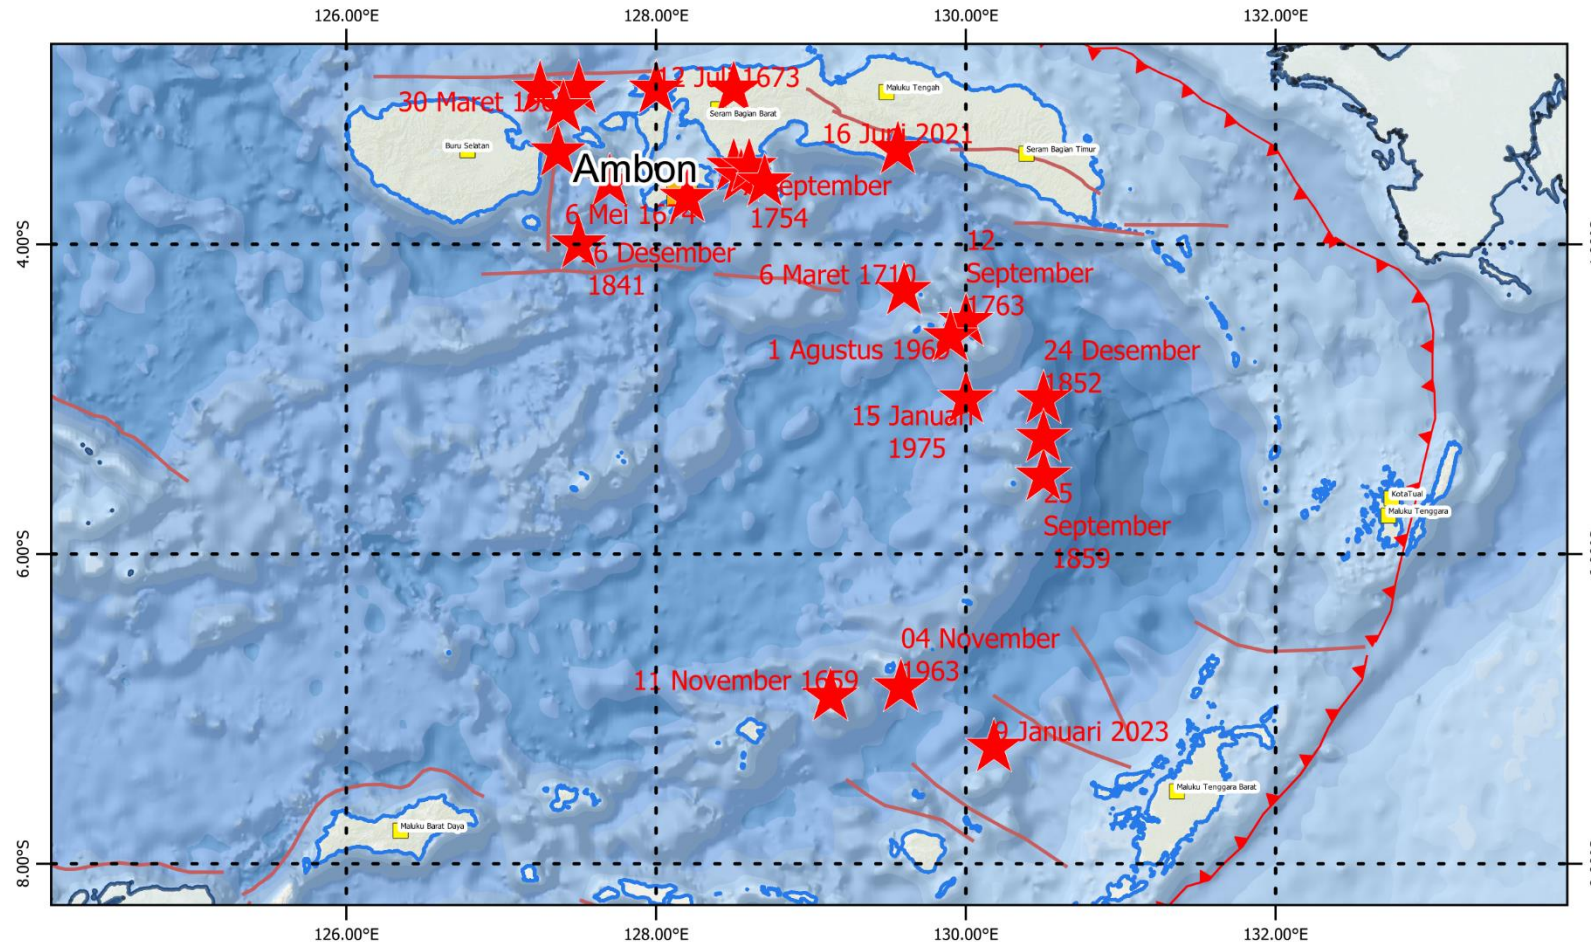 126.00°E 128.00°E 130.00°E 132.00°E
12 Juli 1673
Maluku Tengah
30 Maret
Seram Bagian Barat
16 Juni 2021
Buru Selatan
Seram Bagian Timur
Ambon
September
1754
6 Mei 1674
4.00°S
12
September
1763
6 Desember
1841
6 Maret 1710
1 Agustus
24 Desember
1852
15 Januari
1975
25
September
1859
KotaTual
Maluku Tenggara
6.00°S
04 November
1963
11 November 1659
9 Januari 2023
Maluku Tenggara Barat
Maluku Barat Daya
8.00°S
126.00°E 128.00°E 130.00°E 132.00°E